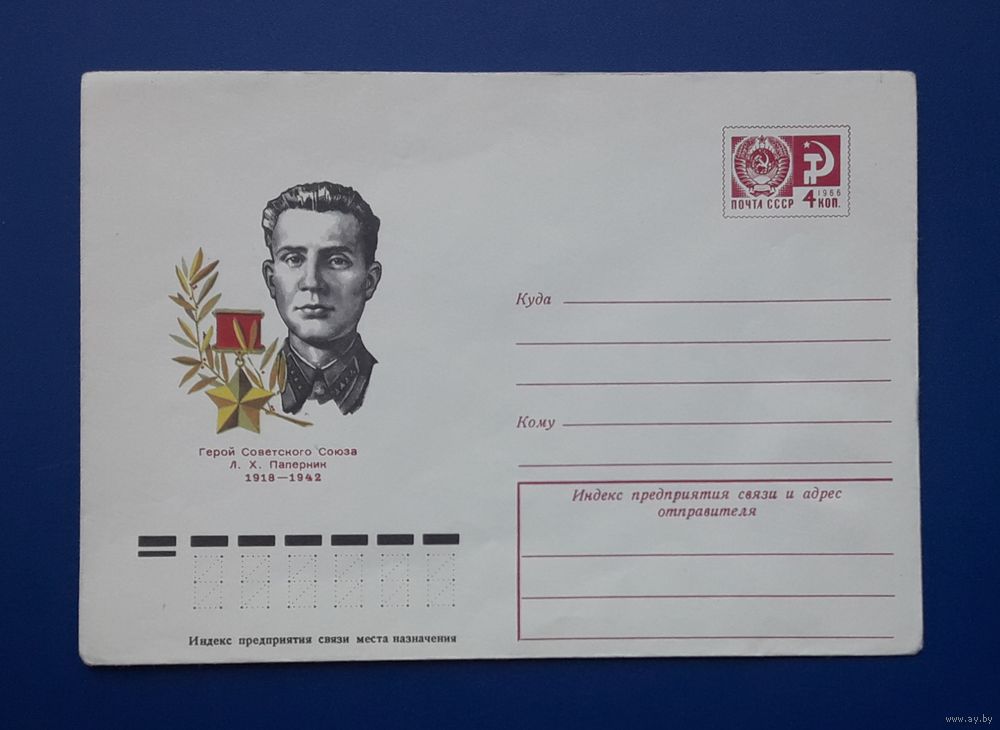 1966
ПОЧТА СССР 4 КОП.
Куда
Кому
Герой Советского Союза
Л. Х. Паперник
1918—1942
Индекс предприятия связи и адрес
отправителя
Индекс предприятия связи места назначения
www.ay.by